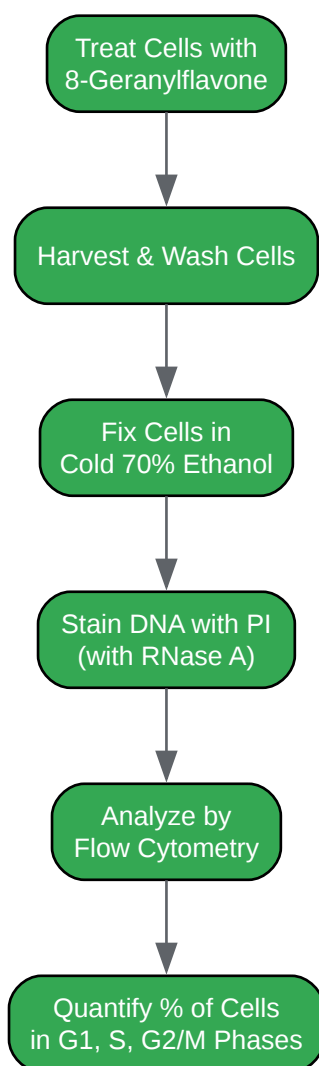 Treat Cells with
8-Geranylflavone
Harvest & Wash Cells
Fix Cells in
Cold 70% Ethanol
Stain DNA with PI
(with RNase A)
Analyze by
Flow Cytometry
Quantify % of Cells
in G1, S, G2/M Phases